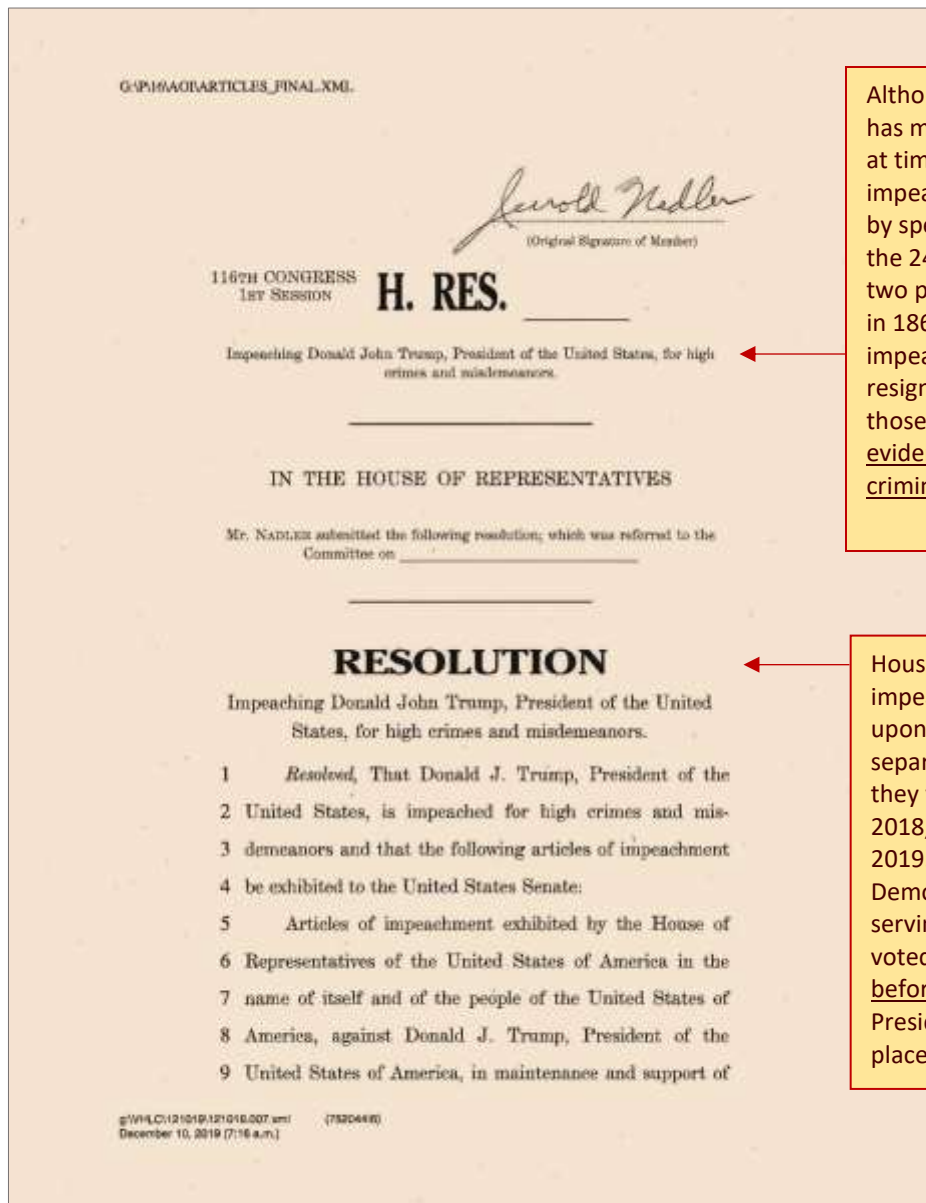 G:\P\16\AOI\ARTICLES_FINAL.XML
Jerrold Nadler
(Original Signature of Member)
116TH CONGRESS
1ST SESSION
H. RES.
Impeaching Donald John Trump, President of the United States, for high
crimes and misdemeanors.
IN THE HOUSE OF REPRESENTATIVES
Mr. NADLER submitted the following resolution; which was referred to the
Committee on
RESOLUTION
Impeaching Donald John Trump, President of the United
States, for high crimes and misdemeanors.
1 Resolved, That Donald J. Trump, President of the
2 United States, is impeached for high crimes and mis-
3 demeanors and that the following articles of impeachment
4 be exhibited to the United States Senate:
5 Articles of impeachment exhibited by the House of
6 Representatives of the United States of America in the
7 name of itself and of the people of the United States of
8 America, against Donald J. Trump, President of the
9 United States of America, in maintenance and support of
December 10, 2019 (7:16 a.m.)
Altho
has m
at tim
impea
by spe
the 24
two p
in 186
impea
resign
those
evide
crimin
Hous
impe
upon
separ
they
2018,
2019
Demo
servin
voted
befor
Presid
place